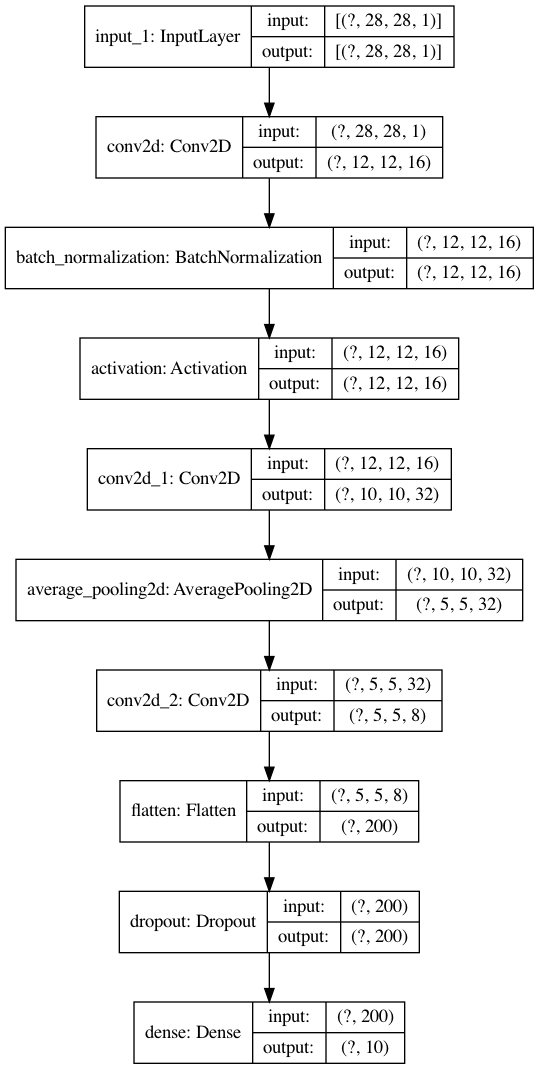 input_1: InputLayer
input: [(?, 28, 28, 1)]
output: [(?, 28, 28, 1)]
conv2d: Conv2D
input: (?, 28, 28, 1)
output: (?, 12, 12, 16)
batch_normalization: BatchNormalization
input: (?, 12, 12, 16)
output: (?, 12, 12, 16)
activation: Activation
input: (?, 12, 12, 16)
output: (?, 12, 12, 16)
conv2d_1: Conv2D
input: (?, 12, 12, 16)
output: (?, 10, 10, 32)
average_pooling2d: AveragePooling2D
input: (?, 10, 10, 32)
output: (?, 5, 5, 32)
conv2d_2: Conv2D
input: (?, 5, 5, 32)
output: (?, 5, 5, 8)
flatten: Flatten
input: (?, 5, 5, 8)
output: (?, 200)
dropout: Dropout
input: (?, 200)
output: (?, 200)
dense: Dense
input: (?, 200)
output: (?, 10)